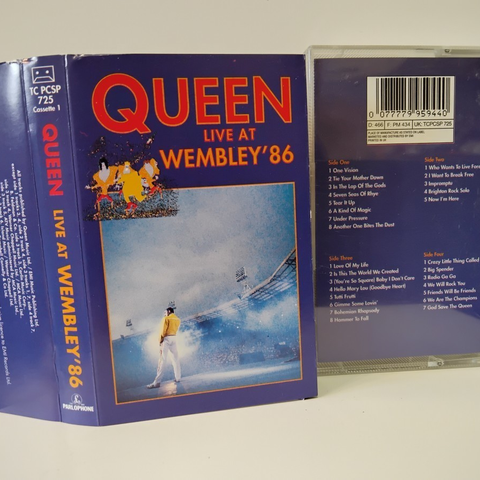 TC PCSP
725
Cassette 1
QUEEN LIVE AT WEMBLEY'86
PARLOPHONE
QUEEN
LIVE AT
WEMBLEY'86
0 077779 959440
D: 466 F: PM 434 UK: TCPCSP 725
Side One
1 One Vision
2 Tie Your Mother Down
3 In The Lap Of The Gods
4 Seven Seas Of Rhye
5 Tear It Up
6 A Kind Of Magic
7 Under Pressure
8 Another One Bites The Dust
Side Two
1 Who Wants To Live Forev
2 I Want To Break Free
3 Impromptu
4 Brighton Rock Solo
5 Now I'm Here
Side Three
1 Love Of My Life
2 Is This The World We Created
3 (You're So Square) Baby I Don't Care
4 Hello Mary Lou (Goodbye Heart)
5 Tutti Frutti
6 Gimme Some Lovin'
7 Bohemian Rhapsody
8 Hammer To Fall
Side Four
1 Crazy Little Thing Called
2 Big Spender
3 Radio Ga Ga
4 We Will Rock You
5 Friends Will Be Friends
6 We Are The Champions
7 God Save The Queen